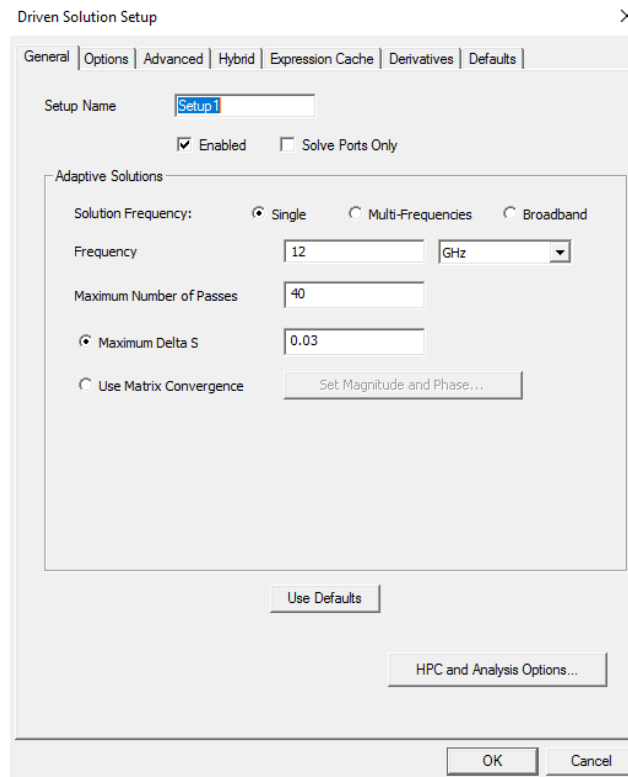 Driven Solution Setup
General Options Advanced Hybrid Expression Cache Derivatives Defaults
Setup Name Setup1
Enabled Solve Ports Only
Adaptive Solutions
Solution Frequency: Single Multi-Frequencies Broadband
Frequency 12 GHz
Maximum Number of Passes 40
Maximum Delta S 0.03
Use Matrix Convergence Set Magnitude and Phase...
Use Defaults
HPC and Analysis Options...
OK Cancel